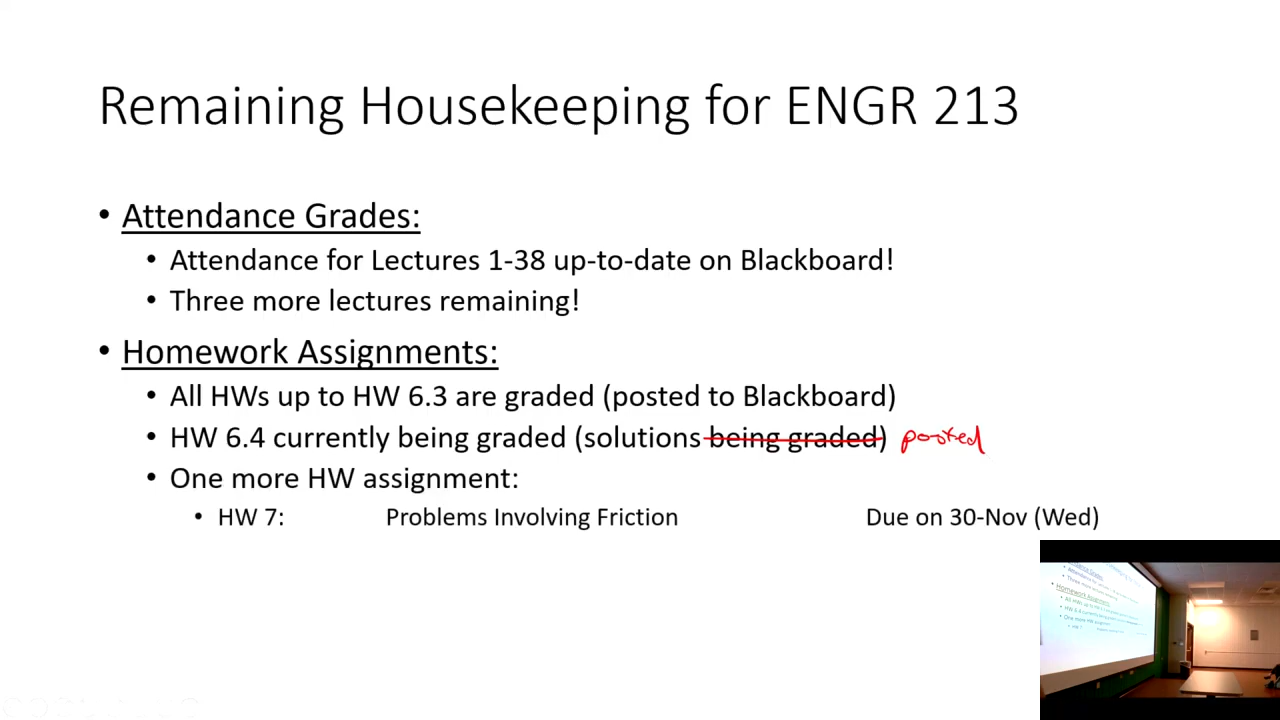 Remaining Housekeeping for ENGR 213
• Attendance Grades:
• Attendance for Lectures 1-38 up-to-date on Blackboard!
• Three more lectures remaining!
• Homework Assignments:
• All HWs up to HW 6.3 are graded (posted to Blackboard)
• HW 6.4 currently being graded (solutions being graded) posted
• One more HW assignment:
• HW 7: Problems Involving Friction Due on 30-Nov (Wed)
Homework Assignments: